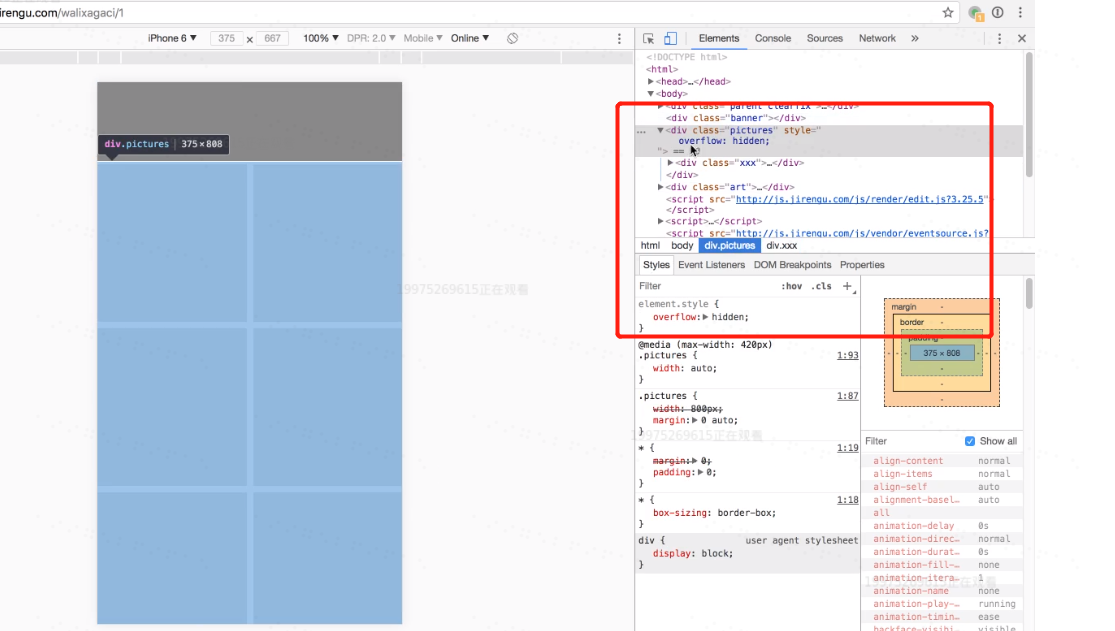 irengu.com/walixagaci/1
iPhone 6 ▼ 375 x 667 100% ▼ DPR: 2.0 ▼ Mobile ▼ Online ▼
Elements Console Sources Network »
<!DOCTYPE html>
<html>
▶<head>…</head>
▼<body>
▶<div class="parent clearfix">…</div>
<div class="banner"></div>
… ▼<div class="pictures" style="
overflow: hidden;
"> ==
▶<div class="xxx">…</div>
</div>
▶<div class="art">…</div>
<script src="http://js.jirengu.com/js/render/edit.js?3.25.5"
></script>
▶<script>…</script>
<script src="http://js.jirengu.com/js/vendor/eventsource.js?
html body div.pictures div.xxx
Styles Event Listeners DOM Breakpoints Properties
Filter :hov .cls +
element.style {
overflow:▶ hidden;
}
@media (max-width: 420px)
.pictures { 1:93
width: auto;
}
.pictures { 1:87
width: 800px;
margin:▶ 0 auto;
}
* { 1:19
margin:▶ 0;
padding:▶ 0;
}
* { 1:18
box-sizing: border-box;
}
div { user agent stylesheet
display: block;
}
margin -
border -
padding -
375 × 808
Filter Show all
align-content normal
align-items normal
align-self auto
alignment-basel… auto
all
animation-delay 0s
animation-direc… normal
animation-durat… 0s
animation-fill-… none
animation-itera… 1
animation-name none
animation-play-… running
animation-timin… ease
backface-visibi… visible
div.pictures | 375 × 808
19975269615正在观看
19975269615正在观看